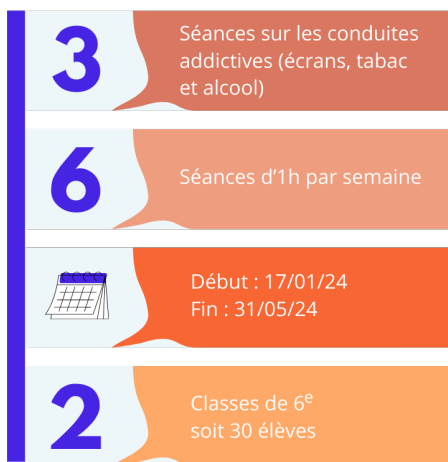 3
Séances sur les conduites
addictives (écrans, tabac
et alcool)
6
Séances d'1h par semaine
Début : 17/01/24
Fin : 31/05/24
2
Classes de 6e
soit 30 élèves